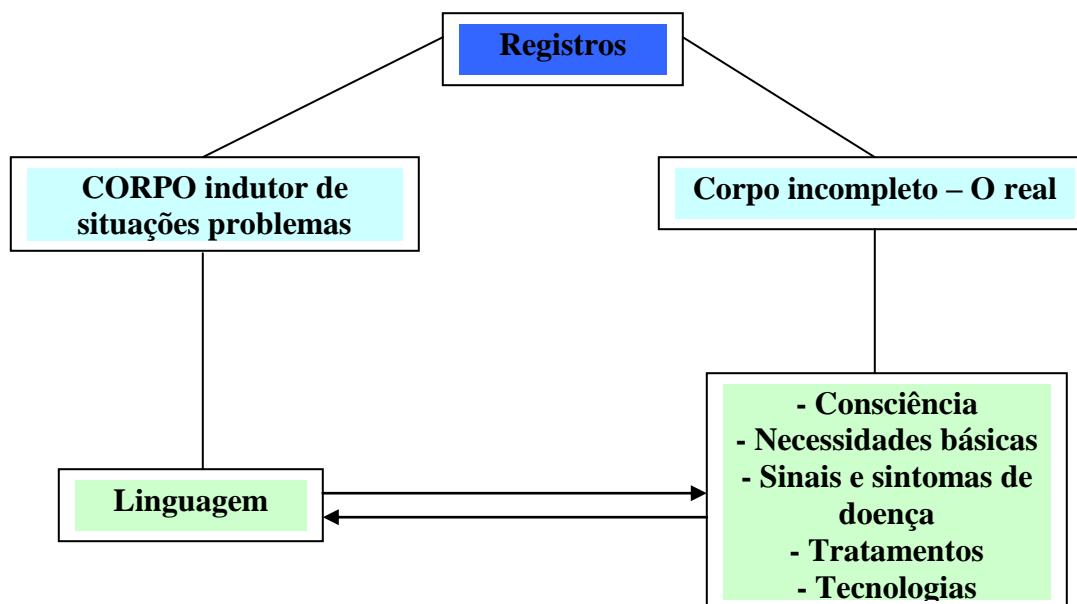 Registros
CORPO indutor de
situações problemas
Corpo incompleto – O real
Linguagem
- Consciência
- Necessidades básicas
- Sinais e sintomas de
doença
- Tratamentos
- Tecnologias